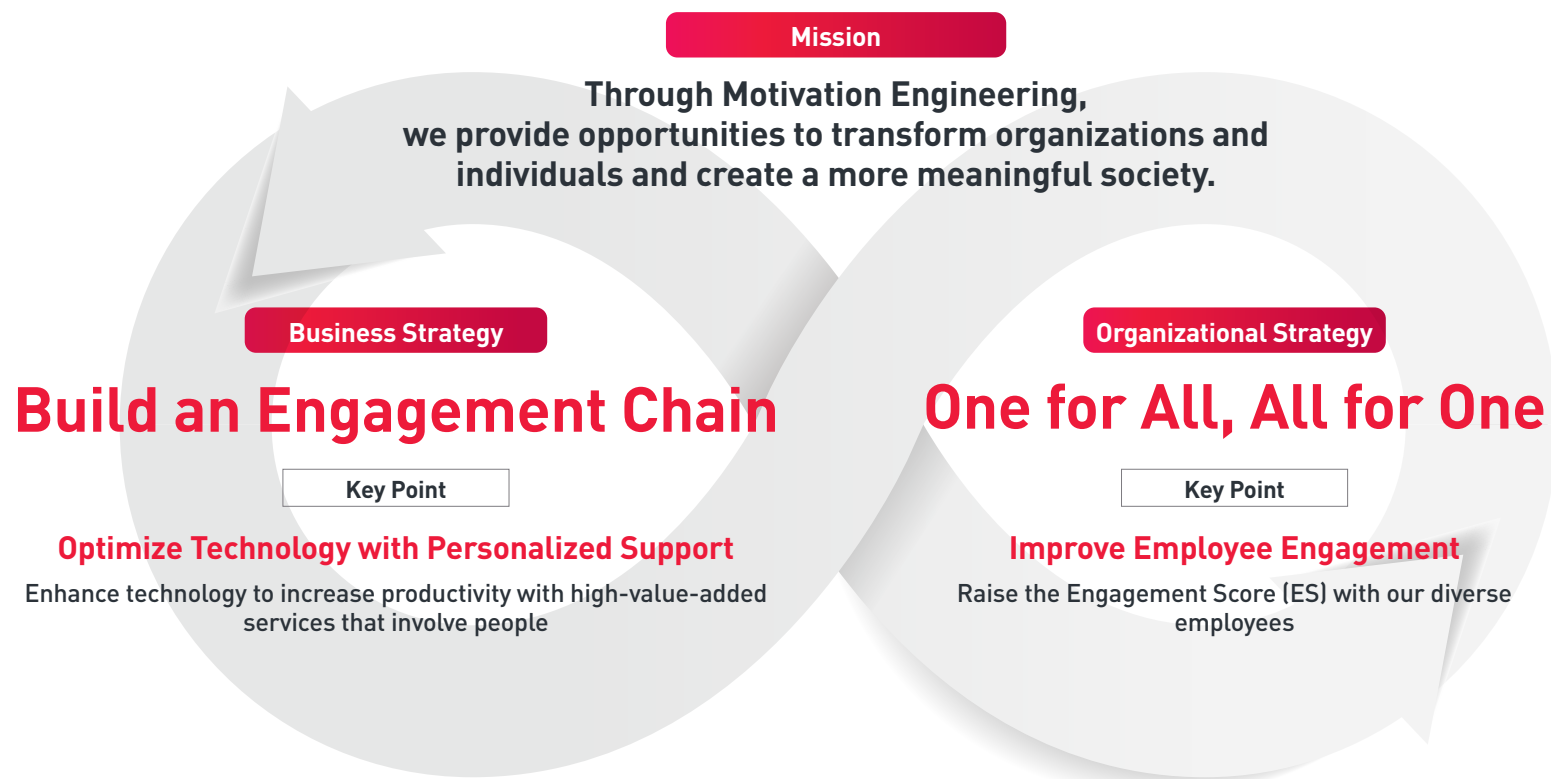 Mission
Through Motivation Engineering,
we provide opportunities to transform organizations and
individuals and create a more meaningful society.
Business Strategy
Build an Engagement Chain
Key Point
Optimize Technology with Personalized Support
Enhance technology to increase productivity with high-value-added
services that involve people
Organizational Strategy
One for All, All for One
Key Point
Improve Employee Engagement
Raise the Engagement Score (ES) with our diverse
employees